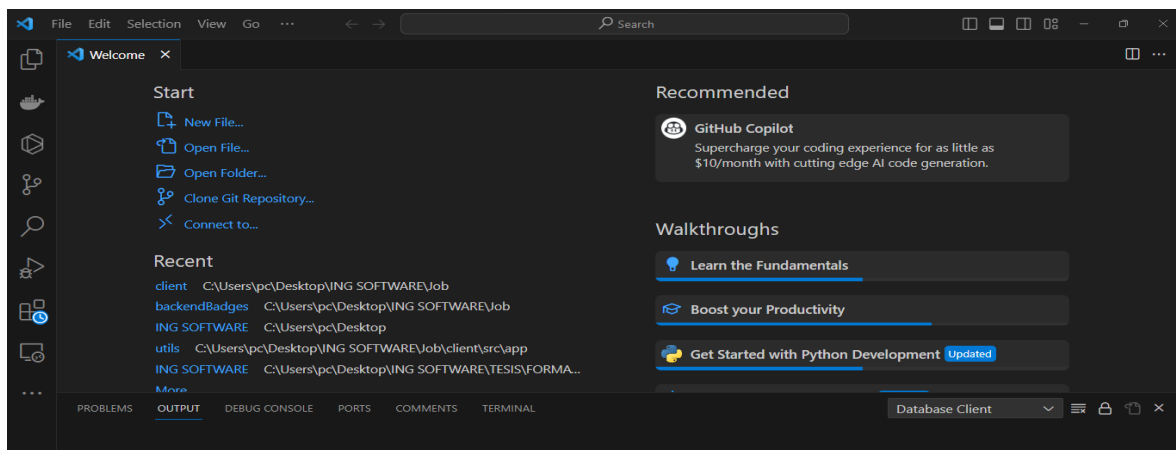 File Edit Selection View Go ··· Search
Welcome
Start
New File...
Open File...
Open Folder...
Clone Git Repository...
Connect to...
Recent
client C:\Users\pc\Desktop\ING SOFTWARE\Job
backendBadges C:\Users\pc\Desktop\ING SOFTWARE\Job
ING SOFTWARE C:\Users\pc\Desktop
utils C:\Users\pc\Desktop\ING SOFTWARE\Job\client\src\app
ING SOFTWARE C:\Users\pc\Desktop\ING SOFTWARE\TESIS\FORMA...
More
Recommended
GitHub Copilot
Supercharge your coding experience for as little as
$10/month with cutting edge AI code generation.
Walkthroughs
Learn the Fundamentals
Boost your Productivity
Get Started with Python Development Updated
PROBLEMS OUTPUT DEBUG CONSOLE PORTS COMMENTS TERMINAL Database Client